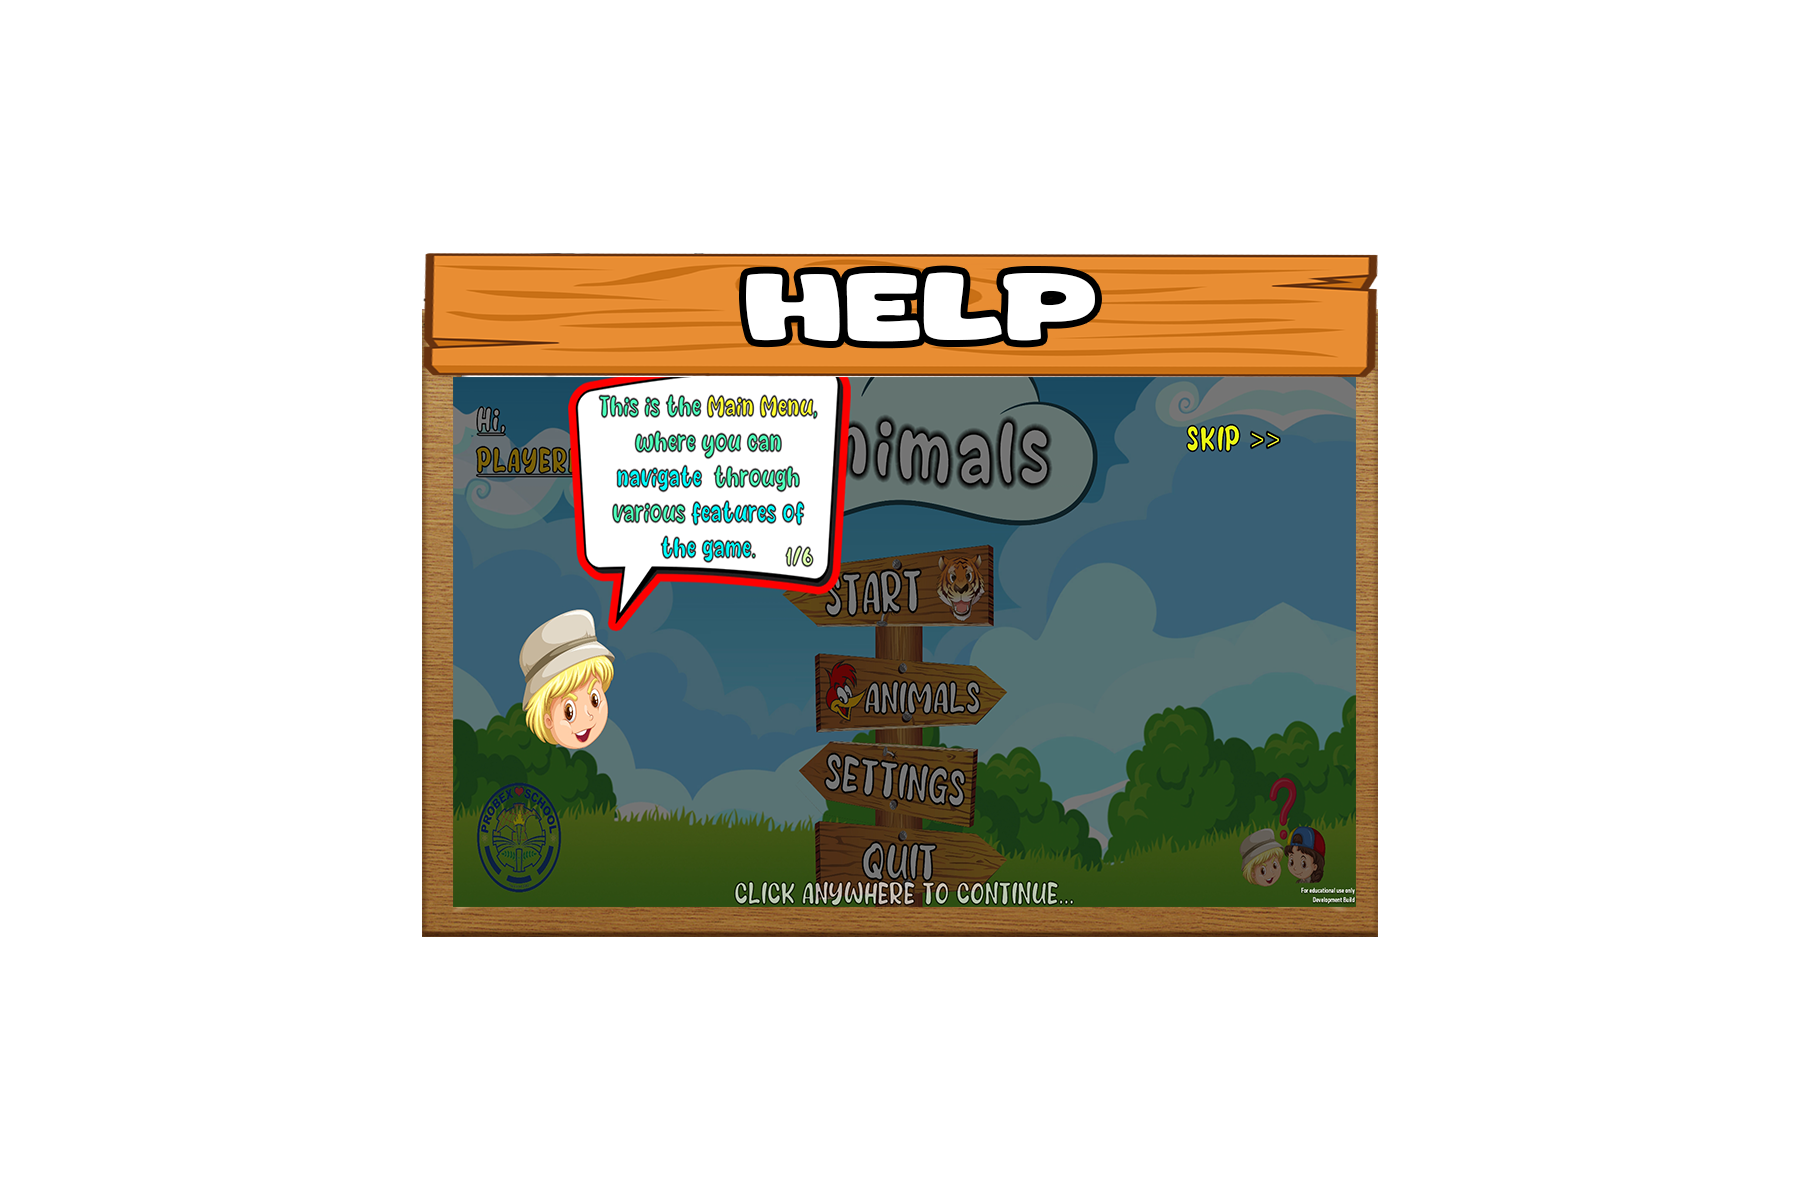 HELP
Hi,
PLAYER
This is the Main Menu,
where you can
navigate through
various features of
the game.
1/6
nimals
SKIP >>
START
ANIMALS
SETTINGS
QUIT
PROBEX SCHOOL
CLICK ANYWHERE TO CONTINUE...
For educational use only
Development Build